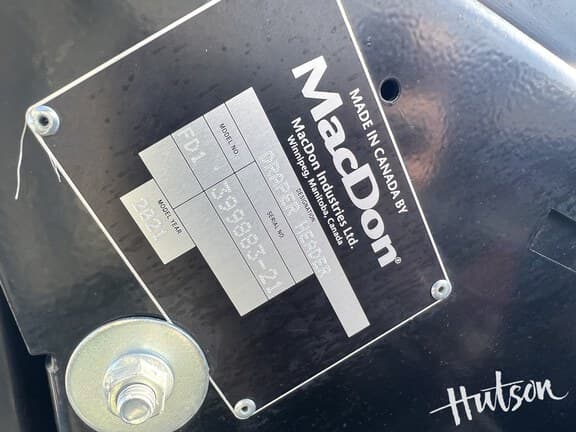 MADE IN CANADA BY
MacDon®
MacDon Industries Ltd.
Winnipeg, Manitoba, Canada
DESIGNATION
DRAPER HEADER
MODEL NO.
FD1
SERIAL NO.
399883-21
MODEL YEAR
2021
Hutson